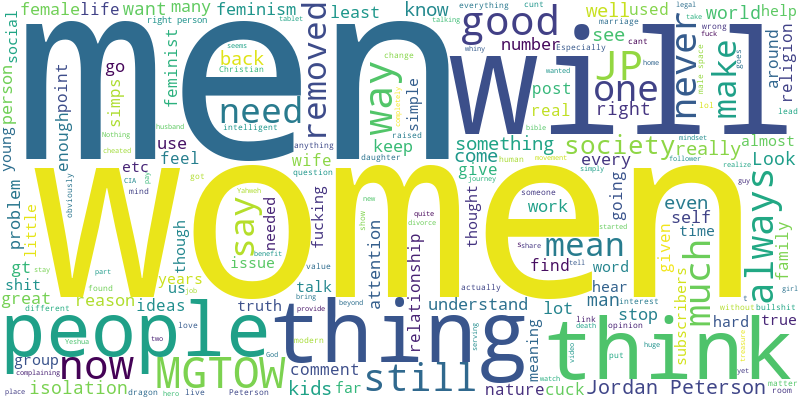 female life want many feminism least know good well used world help
social person
feminist removed back need
men will
go simps
number see JP never make around religion
post one real right
enoughpoint
young use feel etc
wife say way keep simple
something come give society every really almost Look
always
women
problem little
though needed issue
fucking
thought work mean find going even self time
word given family
attention relationship
shit gt us years talk hear man
great reason ideas truth understand lot stop much subscribers hard true
people thing think
now MGTOW still
group isolation kids far comment meaning nature cuck Jordan Peterson
right person tablet everything cunt marriage legal take wrong fuck
seems Christian talking whiny Especially cant male space goes
change wanted home lol lead
Nothing cheated husband intelligent completely raised anything bible mindset
daughter question human movement follower realize
obviously CIA mind pay Yahweh got benefit journey simply guy
someone started
job value new show quite divorce share tell
stay part found bring actually interest without bullshit girl
different love truth provide beyond link death opinion
Yeshua two God modern serving video put huge treasure yet
complaining hero watch matter
place dragon live Peterson room